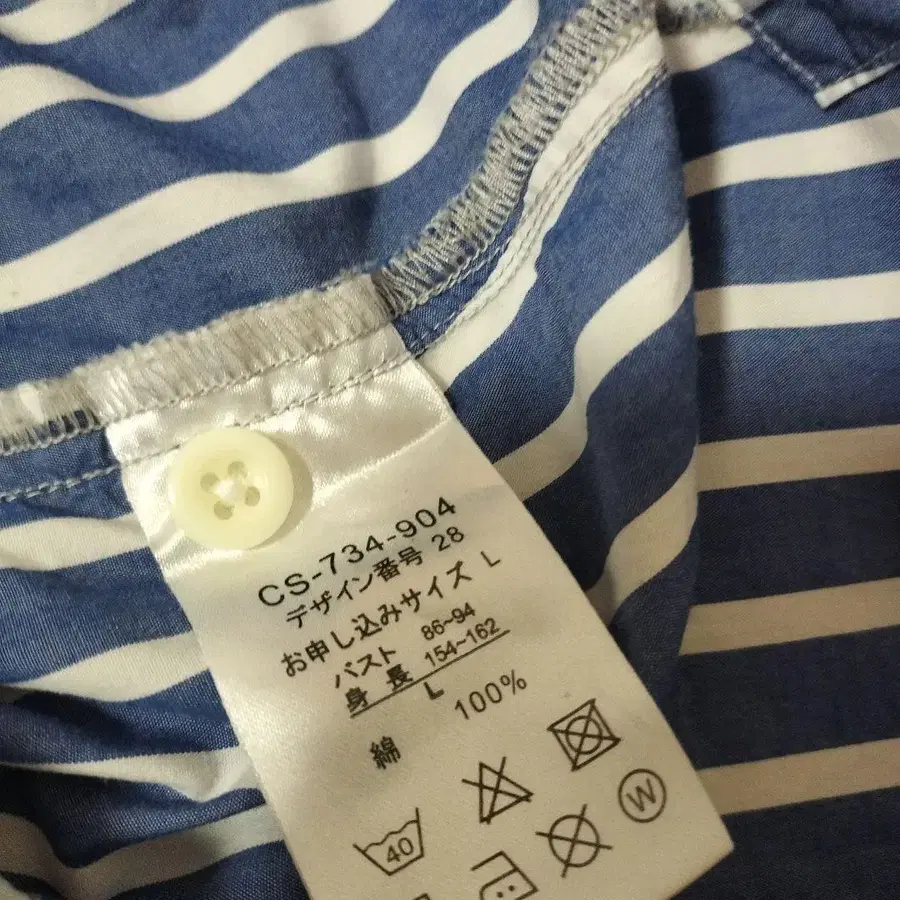 CS-734-904
デザイン番号 28
お申し込みサイズ L
バスト 86~94
身長 154~162
L
綿 100%
40
W